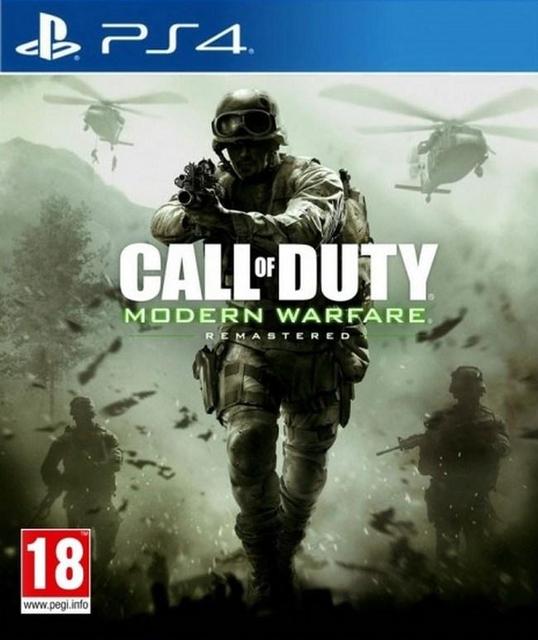 PS4
CALL OF DUTY
MODERN WARFARE
REMASTERED
18
www.pegi.info